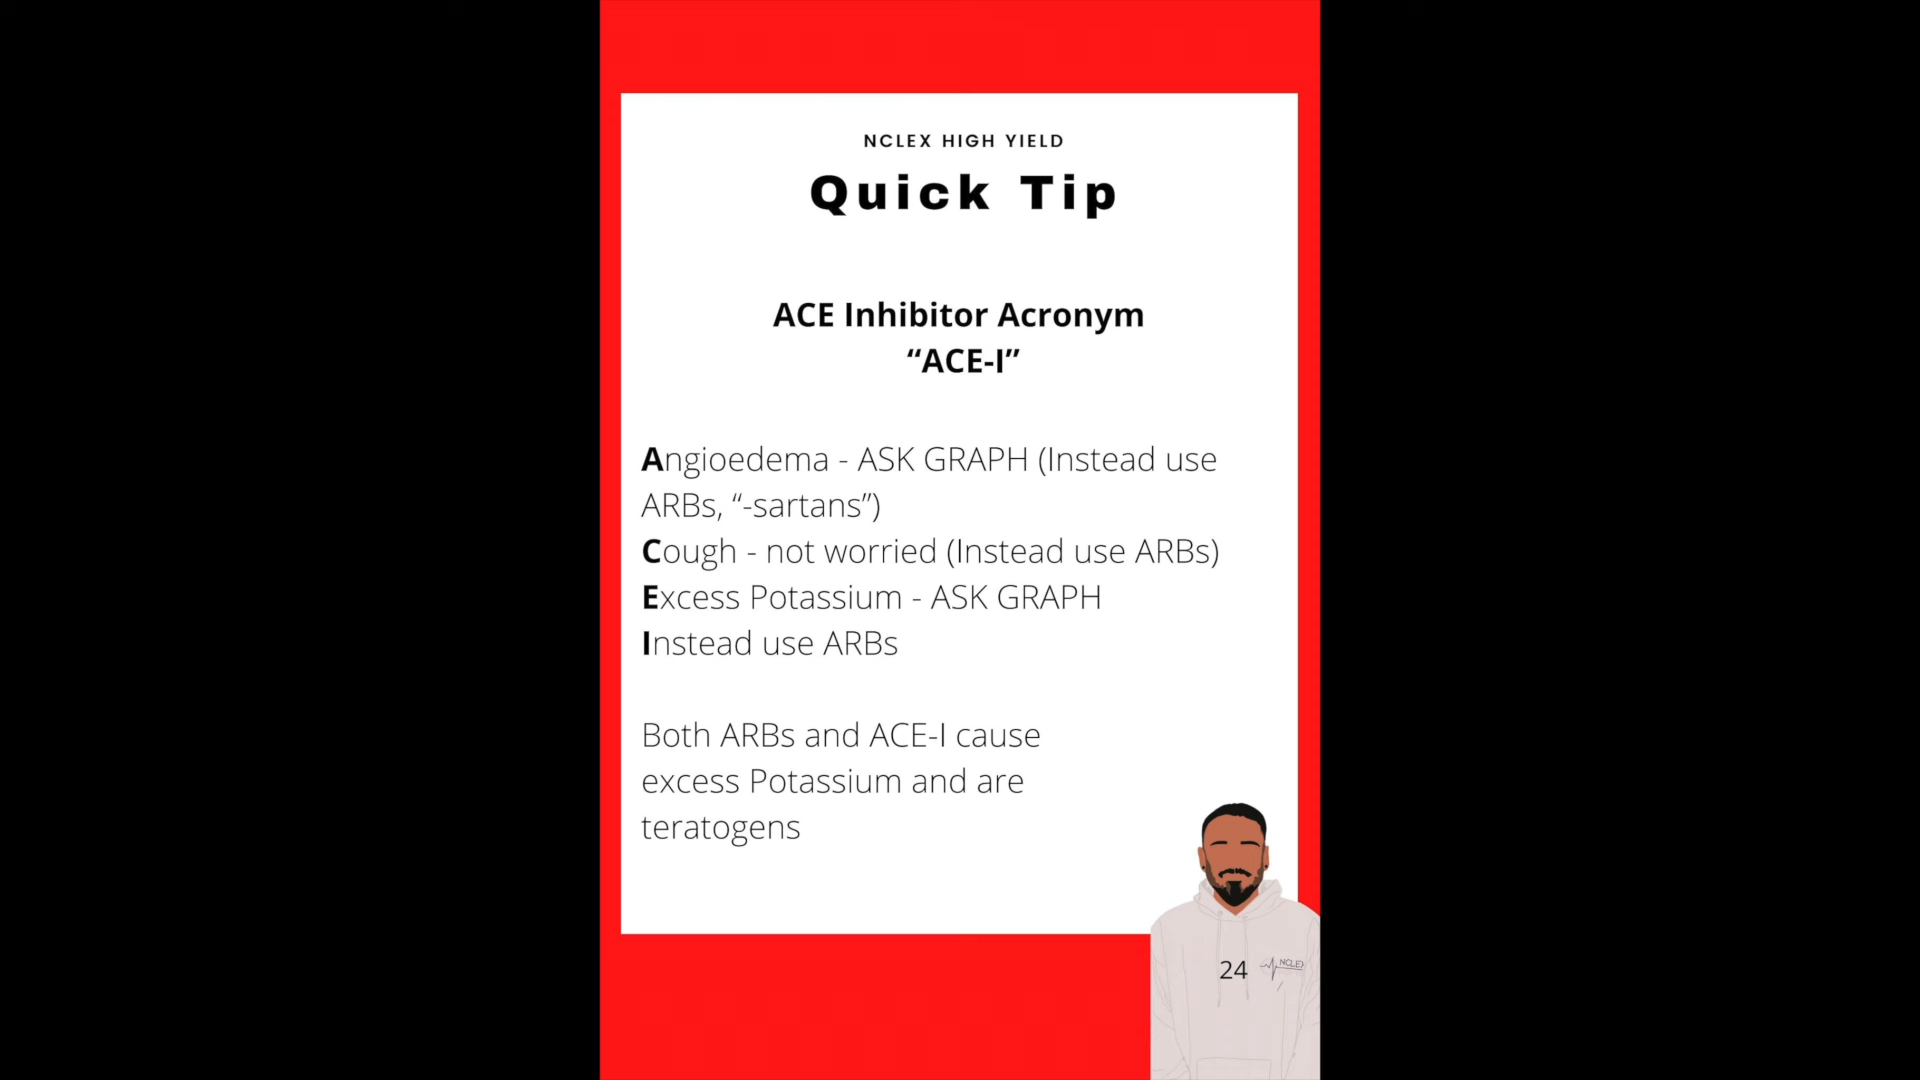 NCLEX HIGH YIELD
Quick Tip
ACE Inhibitor Acronym
“ACE-I”
Angioedema - ASK GRAPH (Instead use
ARBs, “-sartans”)
Cough - not worried (Instead use ARBs)
Excess Potassium - ASK GRAPH
Instead use ARBs
Both ARBs and ACE-I cause
excess Potassium and are
teratogens
24
NCLEX